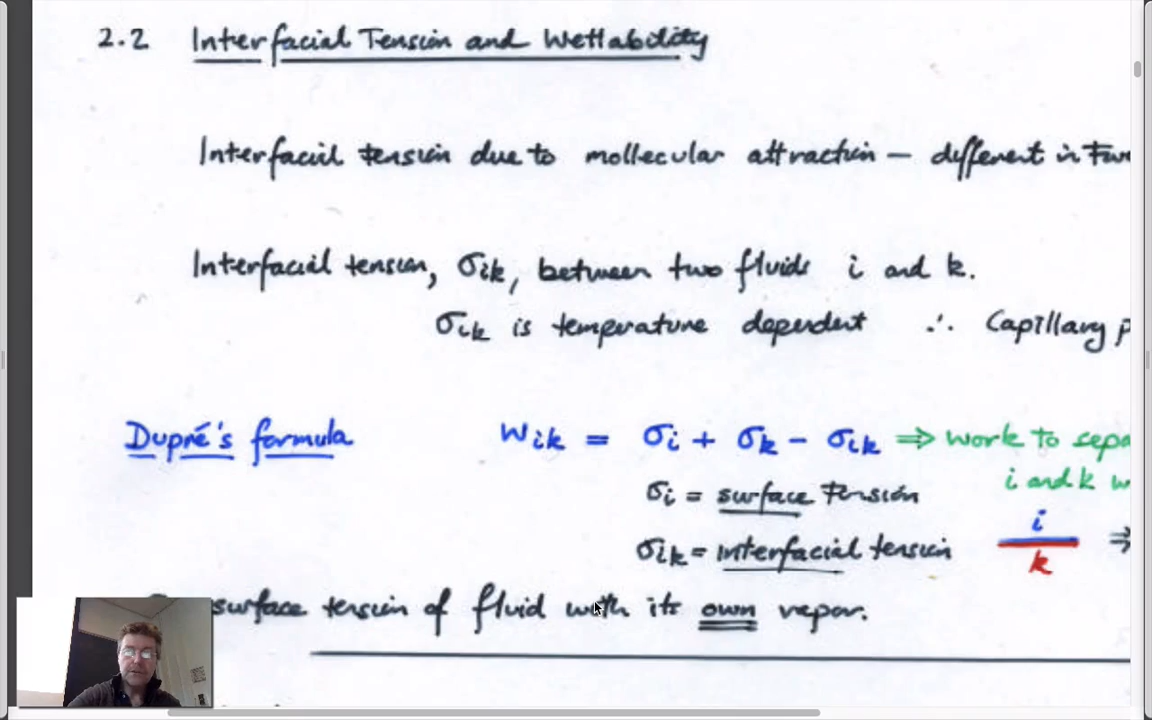 2.2 Interfacial Tension and Wettability
Interfacial tension due to mollecular attraction – different in
Interfacial tension, σik, between two fluids i and k.
σik is temperature dependent ∴ Capillary p
Dupré's formula Wik = σi + σk – σik ⇒ work to sepa
i and k w
σi = surface Tension
i
σik = interfacial tension ⇒
k
surface tension of fluid with its own vapor.